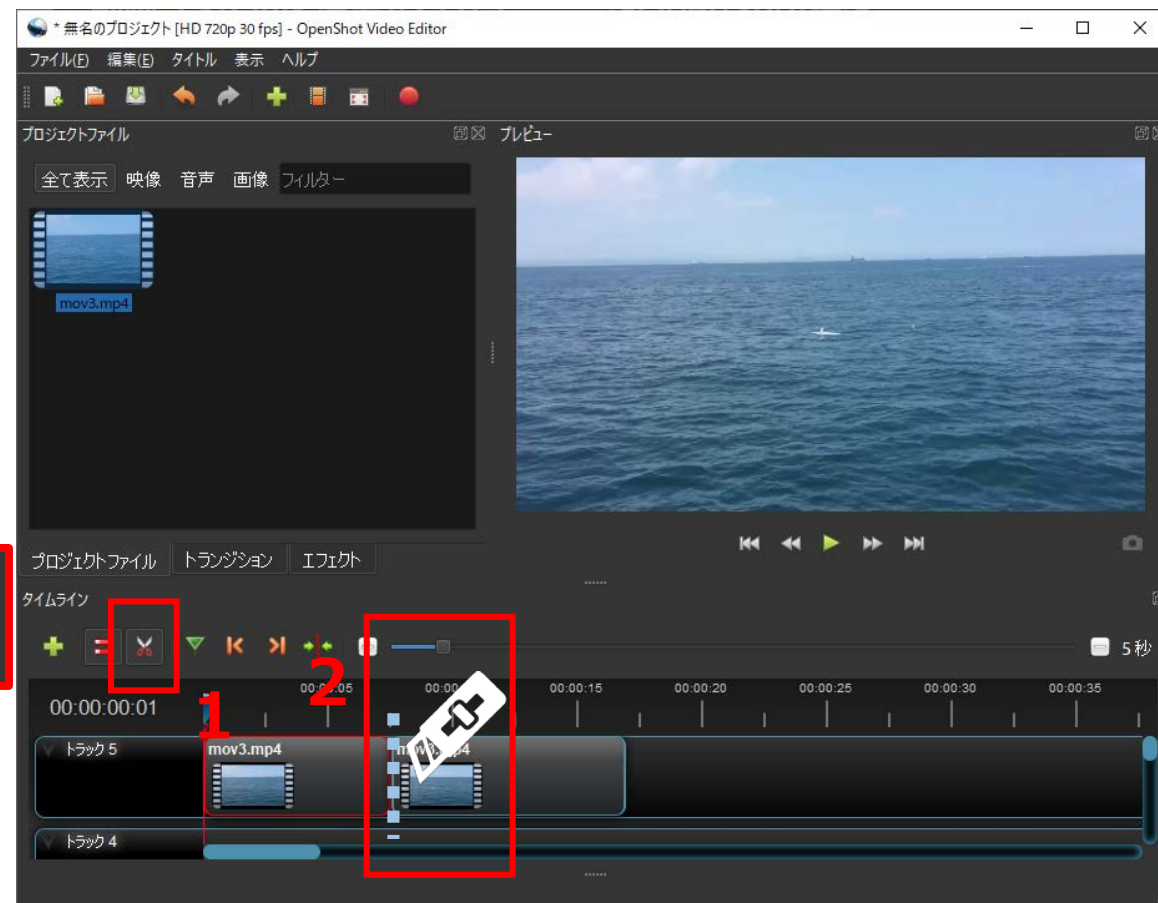 * 無名のプロジェクト [HD 720p 30 fps] - OpenShot Video Editor
ファイル(F) 編集(E) タイトル 表示 ヘルプ
プロジェクトファイル
プレビュー
全て表示 映像 音声 画像 フィルター
mov3.mp4
プロジェクトファイル トランジション エフェクト
タイムライン
5秒
2
00:00:15 00:00:20 00:00:25 00:00:30 00:00:35
00:00:00:01
1
トラック 5
mov3.mp4
トラック 4